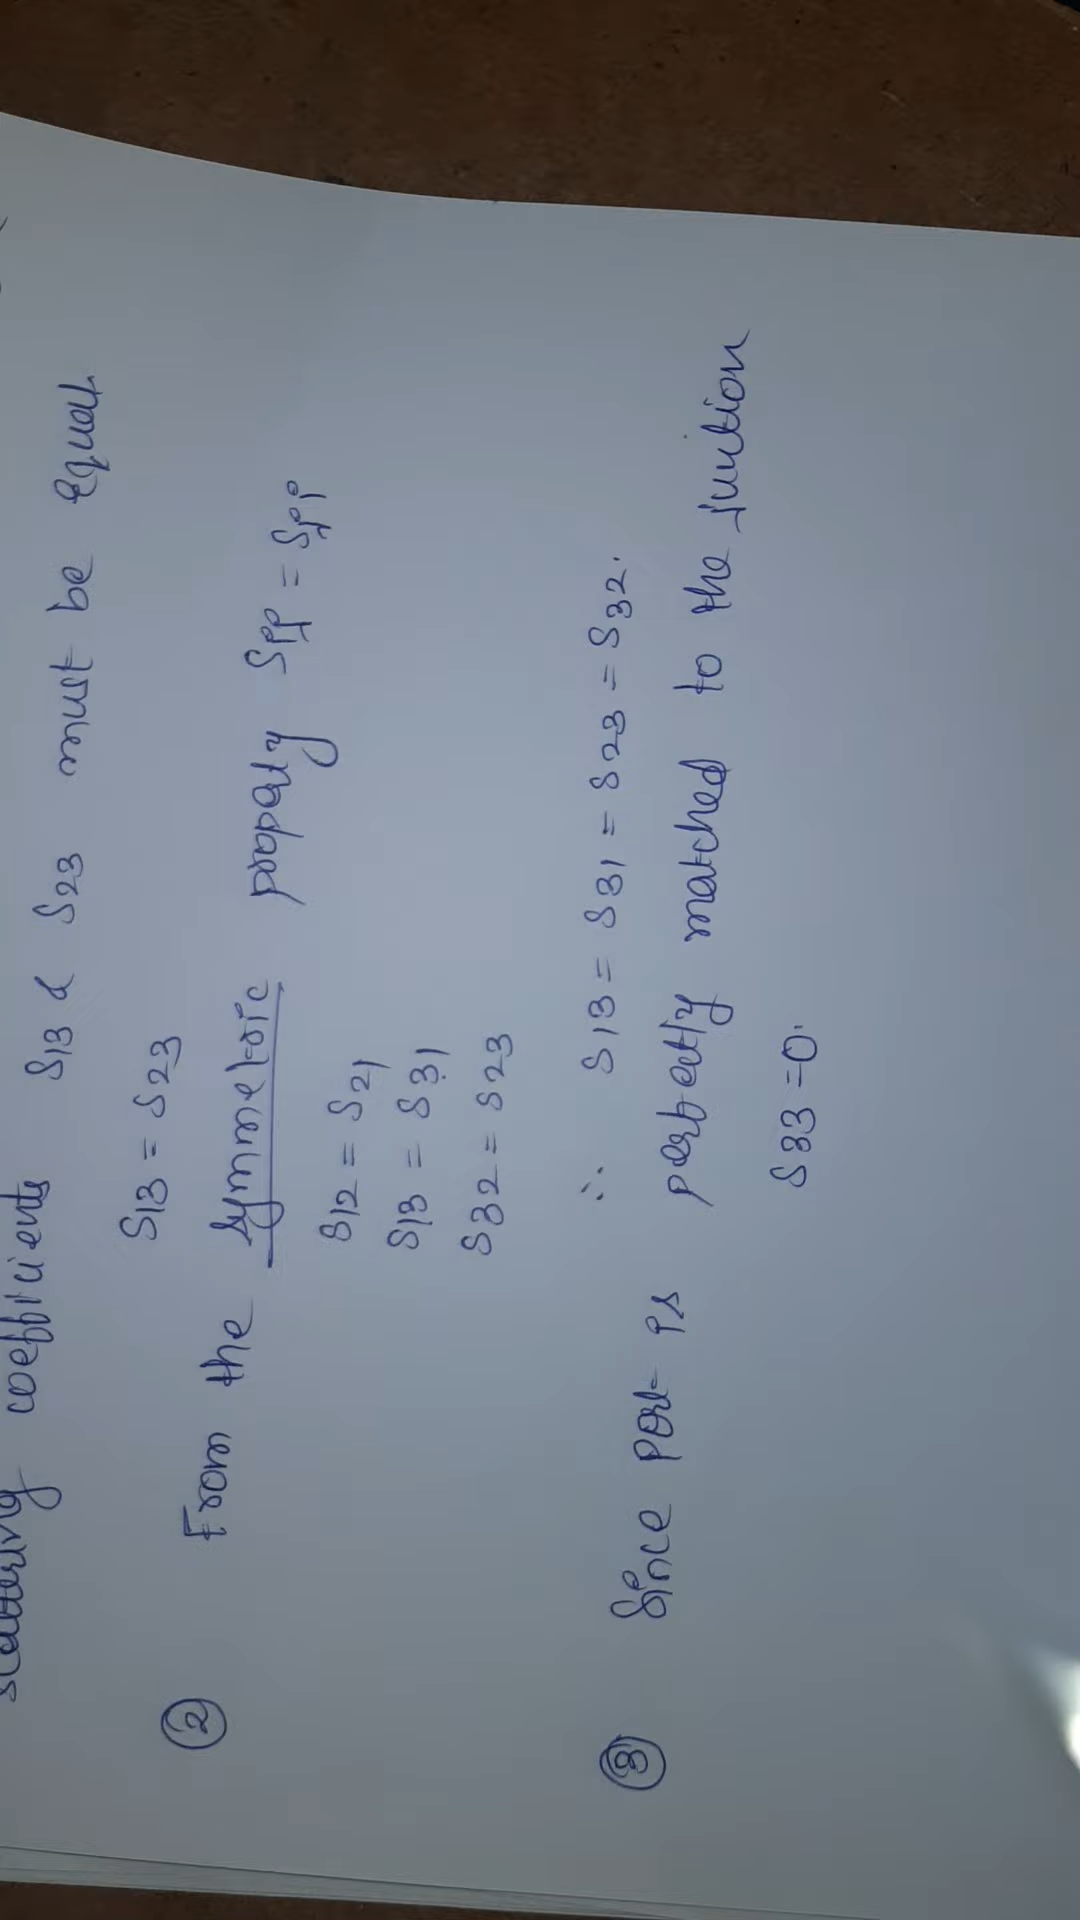 scattering coefficients S13 & S23 must be equal.
S13 = S23
② From the symmetric property Sij = Sji
S12 = S21
S13 = S31
S32 = S23
∴ S13 = S31 = S23 = S32.
③ Since port is perfectly matched to the juntion
S33 = 0.